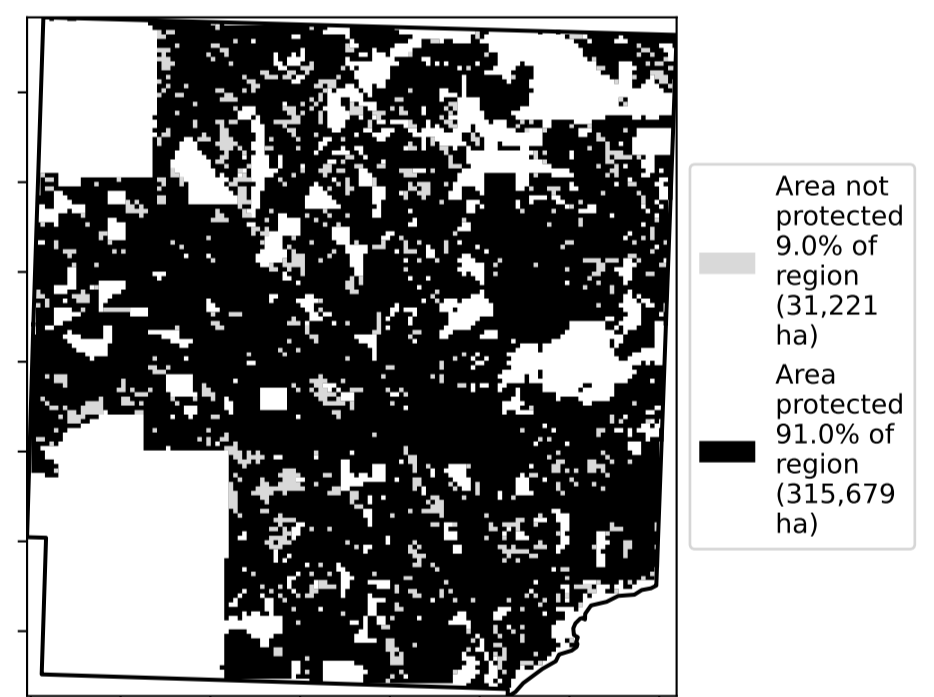 Area not
protected
9.0% of
region
(31,221
ha)
Area
protected
91.0% of
region
(315,679
ha)